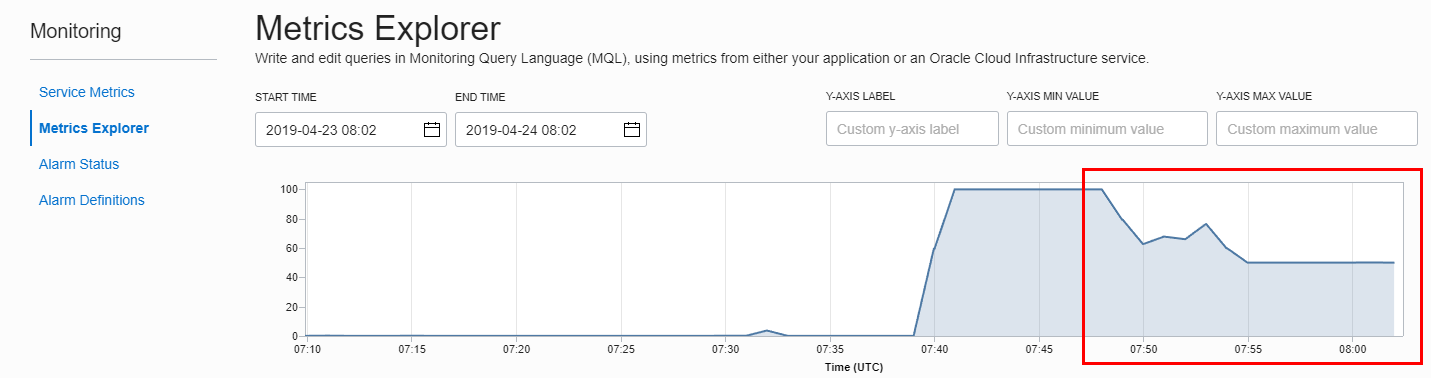 Monitoring
Service Metrics
Metrics Explorer
Alarm Status
Alarm Definitions
Metrics Explorer
Write and edit queries in Monitoring Query Language (MQL), using metrics from either your application or an Oracle Cloud Infrastructure service.
START TIME END TIME Y-AXIS LABEL Y-AXIS MIN VALUE Y-AXIS MAX VALUE
2019-04-23 08:02 2019-04-24 08:02 Custom y-axis label Custom minimum value Custom maximum value
100
80
60
40
20
0
07:10 07:15 07:20 07:25 07:30 07:35 07:40 07:45 07:50 07:55 08:00
Time (UTC)